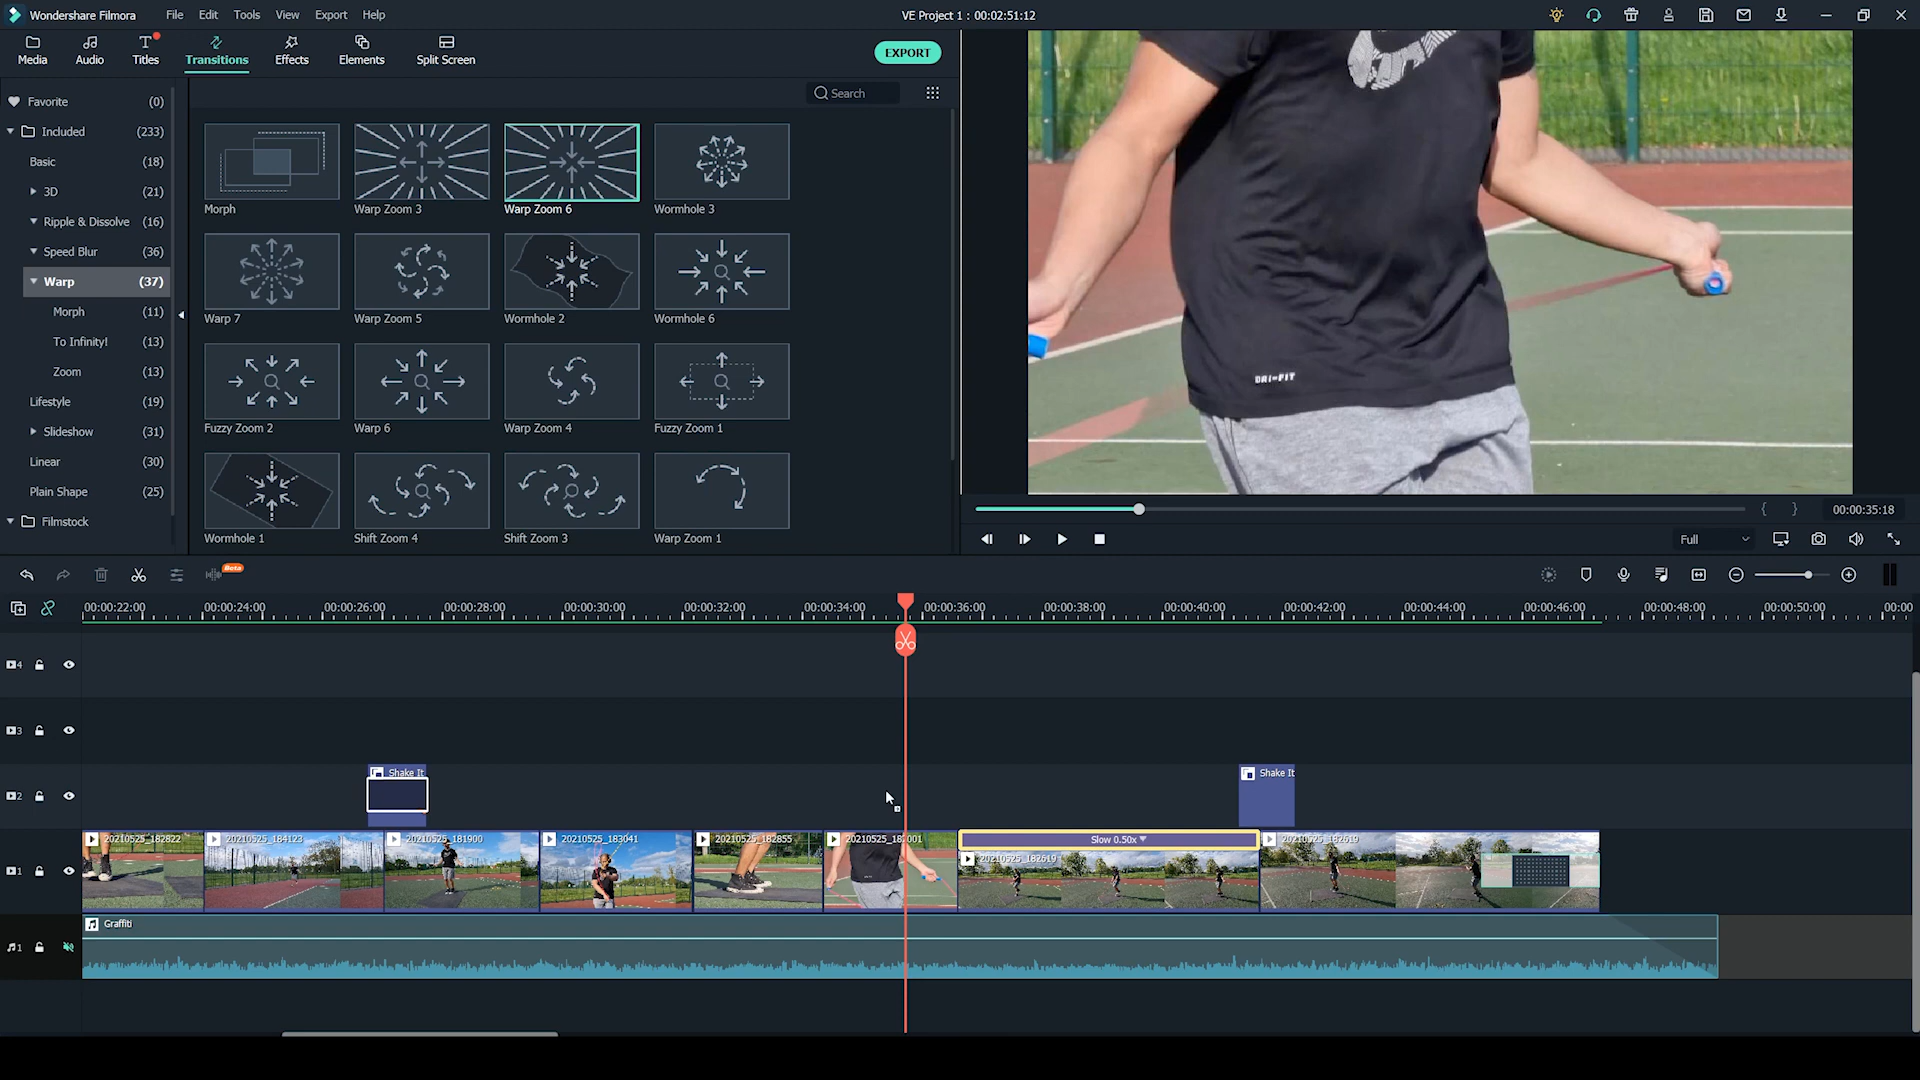 Wondershare Filmora File Edit Tools View Export Help VE Project 1 : 00:02:51:12
Media Audio Titles Transitions Effects Elements Split Screen EXPORT
Favorite (0)
Search
Included (233)
Basic (18)
3D (21)
Ripple & Dissolve (16)
Speed Blur (36)
Warp (37)
Morph (11)
To Infinity! (13)
Zoom (13)
Lifestyle (19)
Slideshow (31)
Linear (30)
Plain Shape (25)
Filmstock
Morph Warp Zoom 3 Warp Zoom 6 Wormhole 3
Warp 7 Warp Zoom 5 Wormhole 2 Wormhole 6
Fuzzy Zoom 2 Warp 6 Warp Zoom 4 Fuzzy Zoom 1
Wormhole 1 Shift Zoom 4 Shift Zoom 3 Warp Zoom 1
DRI-FIT
{ } 00:00:35:18
Full
Beta
00:00:22:00 00:00:24:00 00:00:26:00 00:00:28:00 00:00:30:00 00:00:32:00 00:00:34:00 00:00:36:00 00:00:38:00 00:00:40:00 00:00:42:00 00:00:44:00 00:00:46:00 00:00:48:00 00:00:50:00 00:00
4
3
Shake It Shake It
2
20210525_182822 20210525_184123 20210525_181900 20210525_183041 20210525_182855 Slow 0.50x 20210525_182619
20210525_182619
1
Graffiti
1